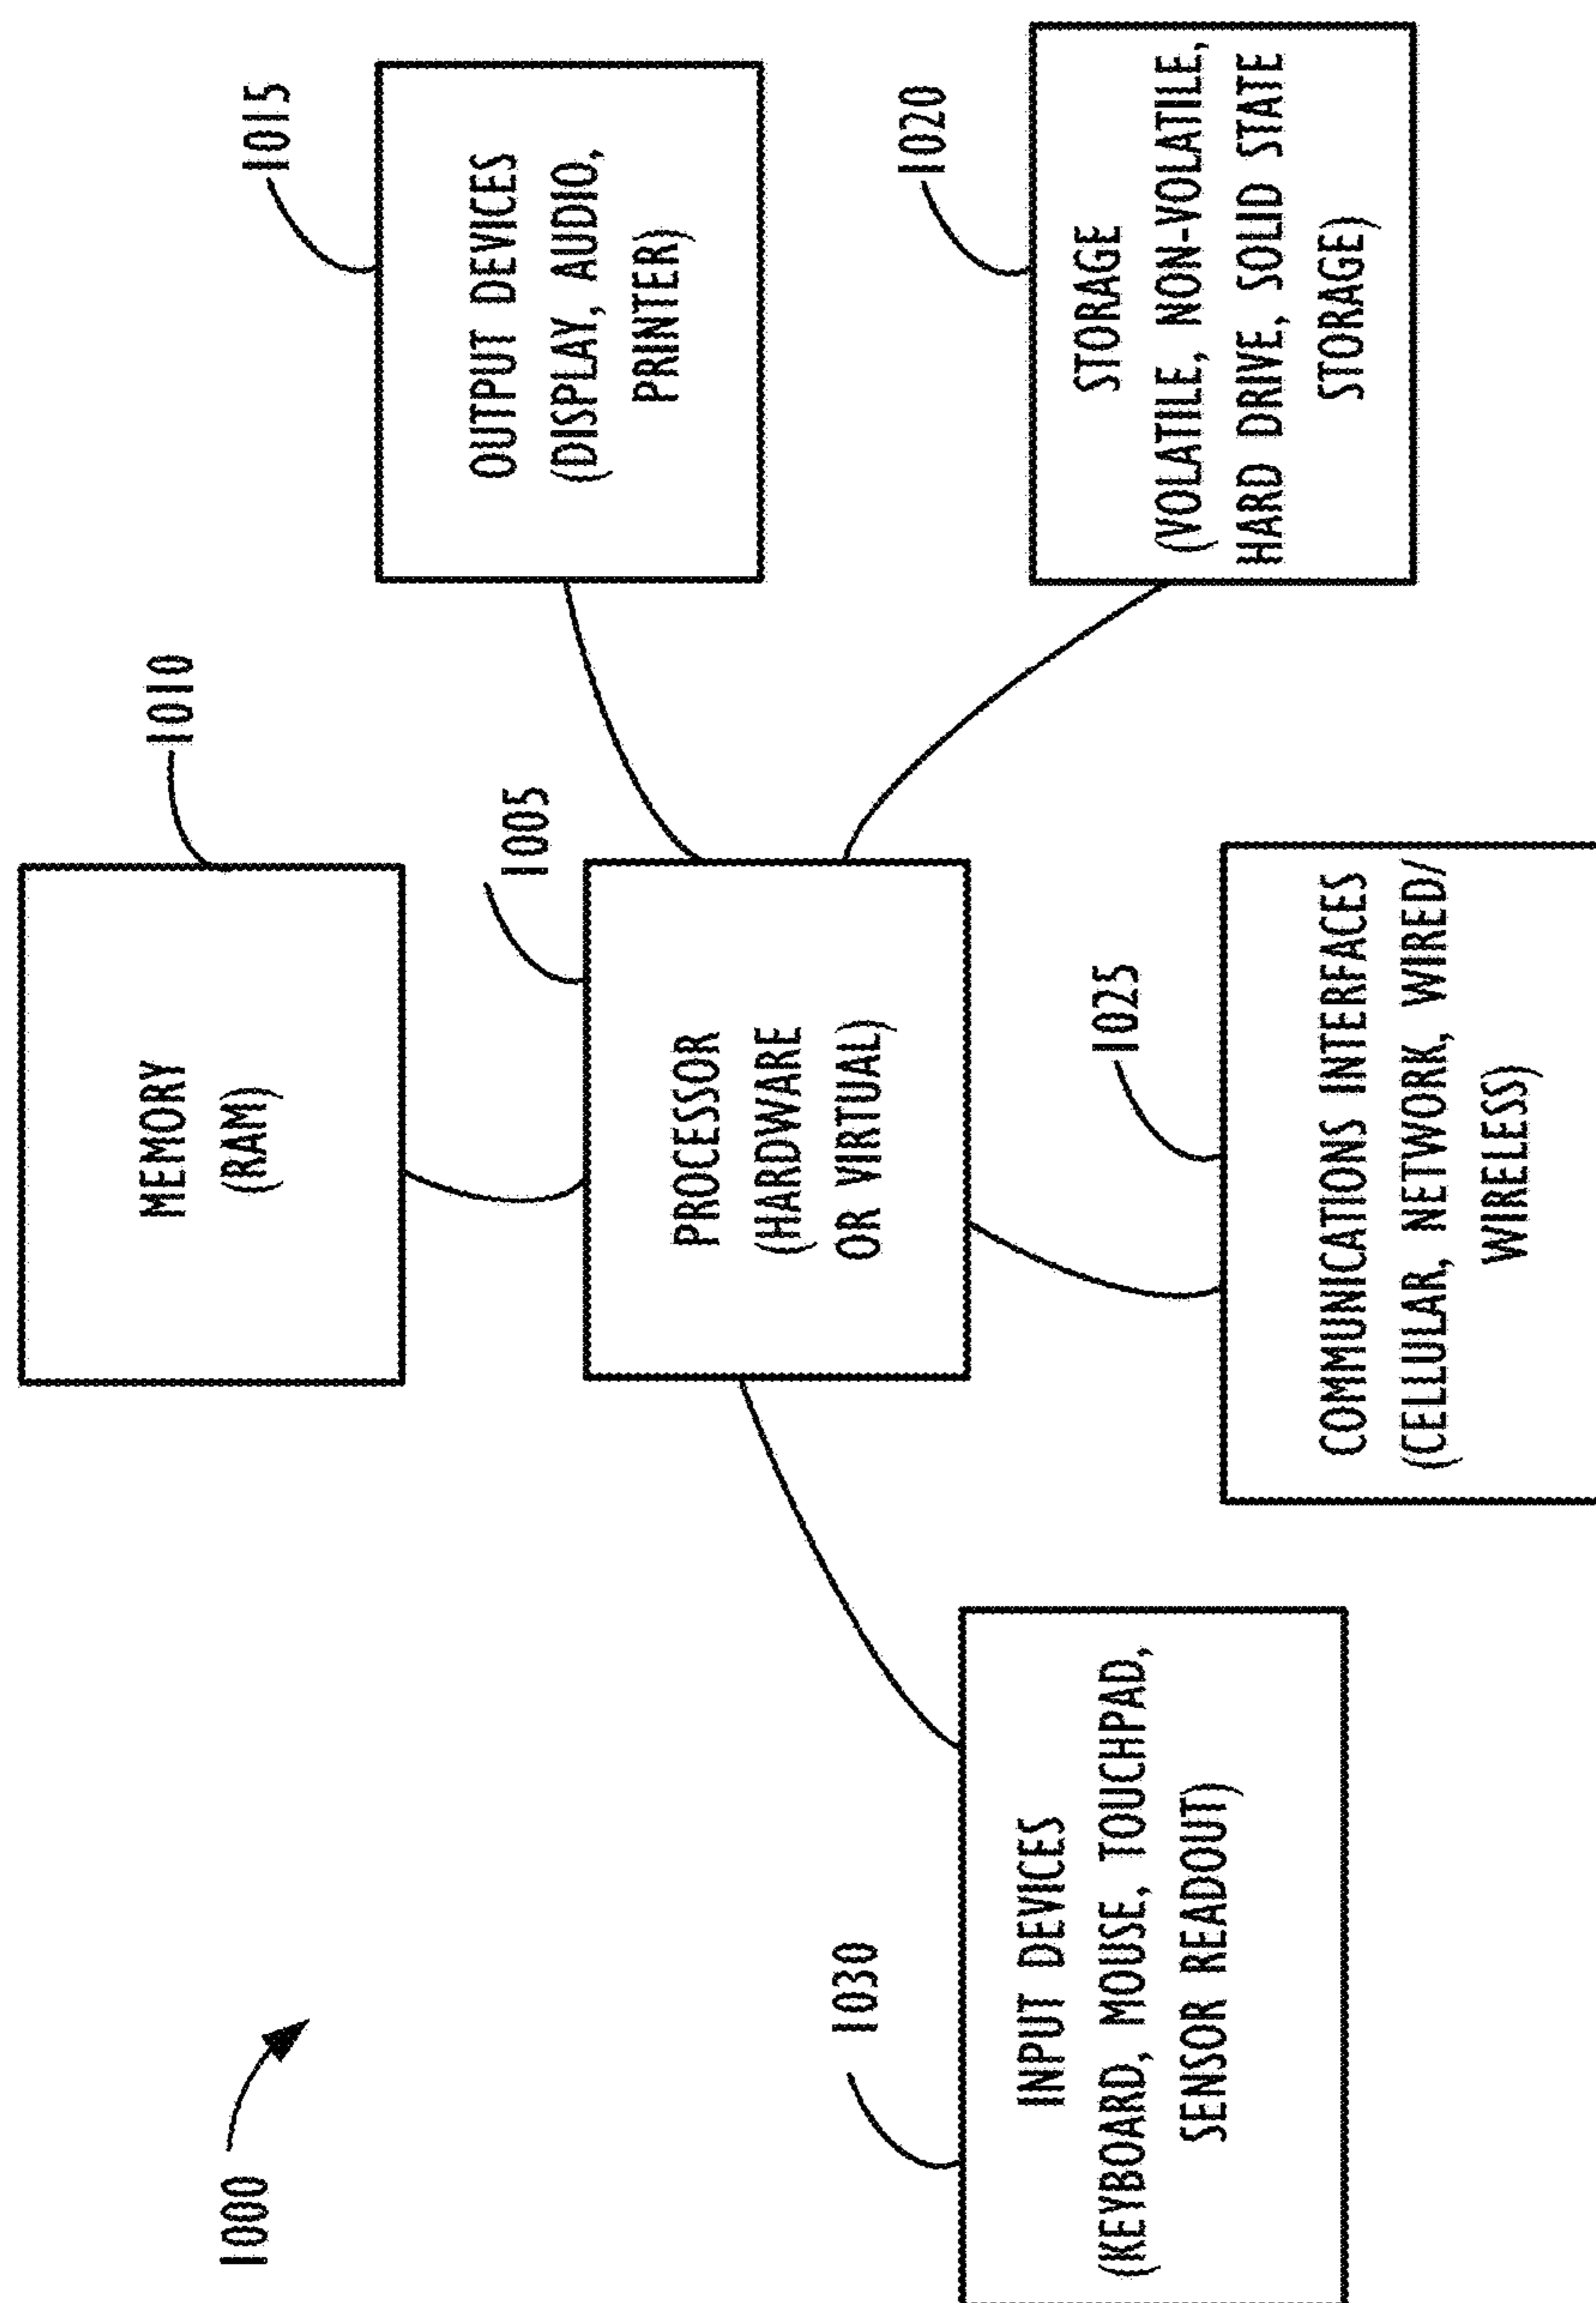 1000
1010
MEMORY
(RAM)
1015
OUTPUT DEVICES
(DISPLAY, AUDIO,
PRINTER)
1005
PROCESSOR
(HARDWARE
OR VIRTUAL)
1030
INPUT DEVICES
(KEYBOARD, MOUSE, TOUCHPAD,
SENSOR READOUT)
1020
STORAGE
(VOLATILE, NON-VOLATILE,
HARD DRIVE, SOLID STATE
STORAGE)
1025
COMMUNICATIONS INTERFACES
(CELLULAR, NETWORK, WIRED/
WIRELESS)